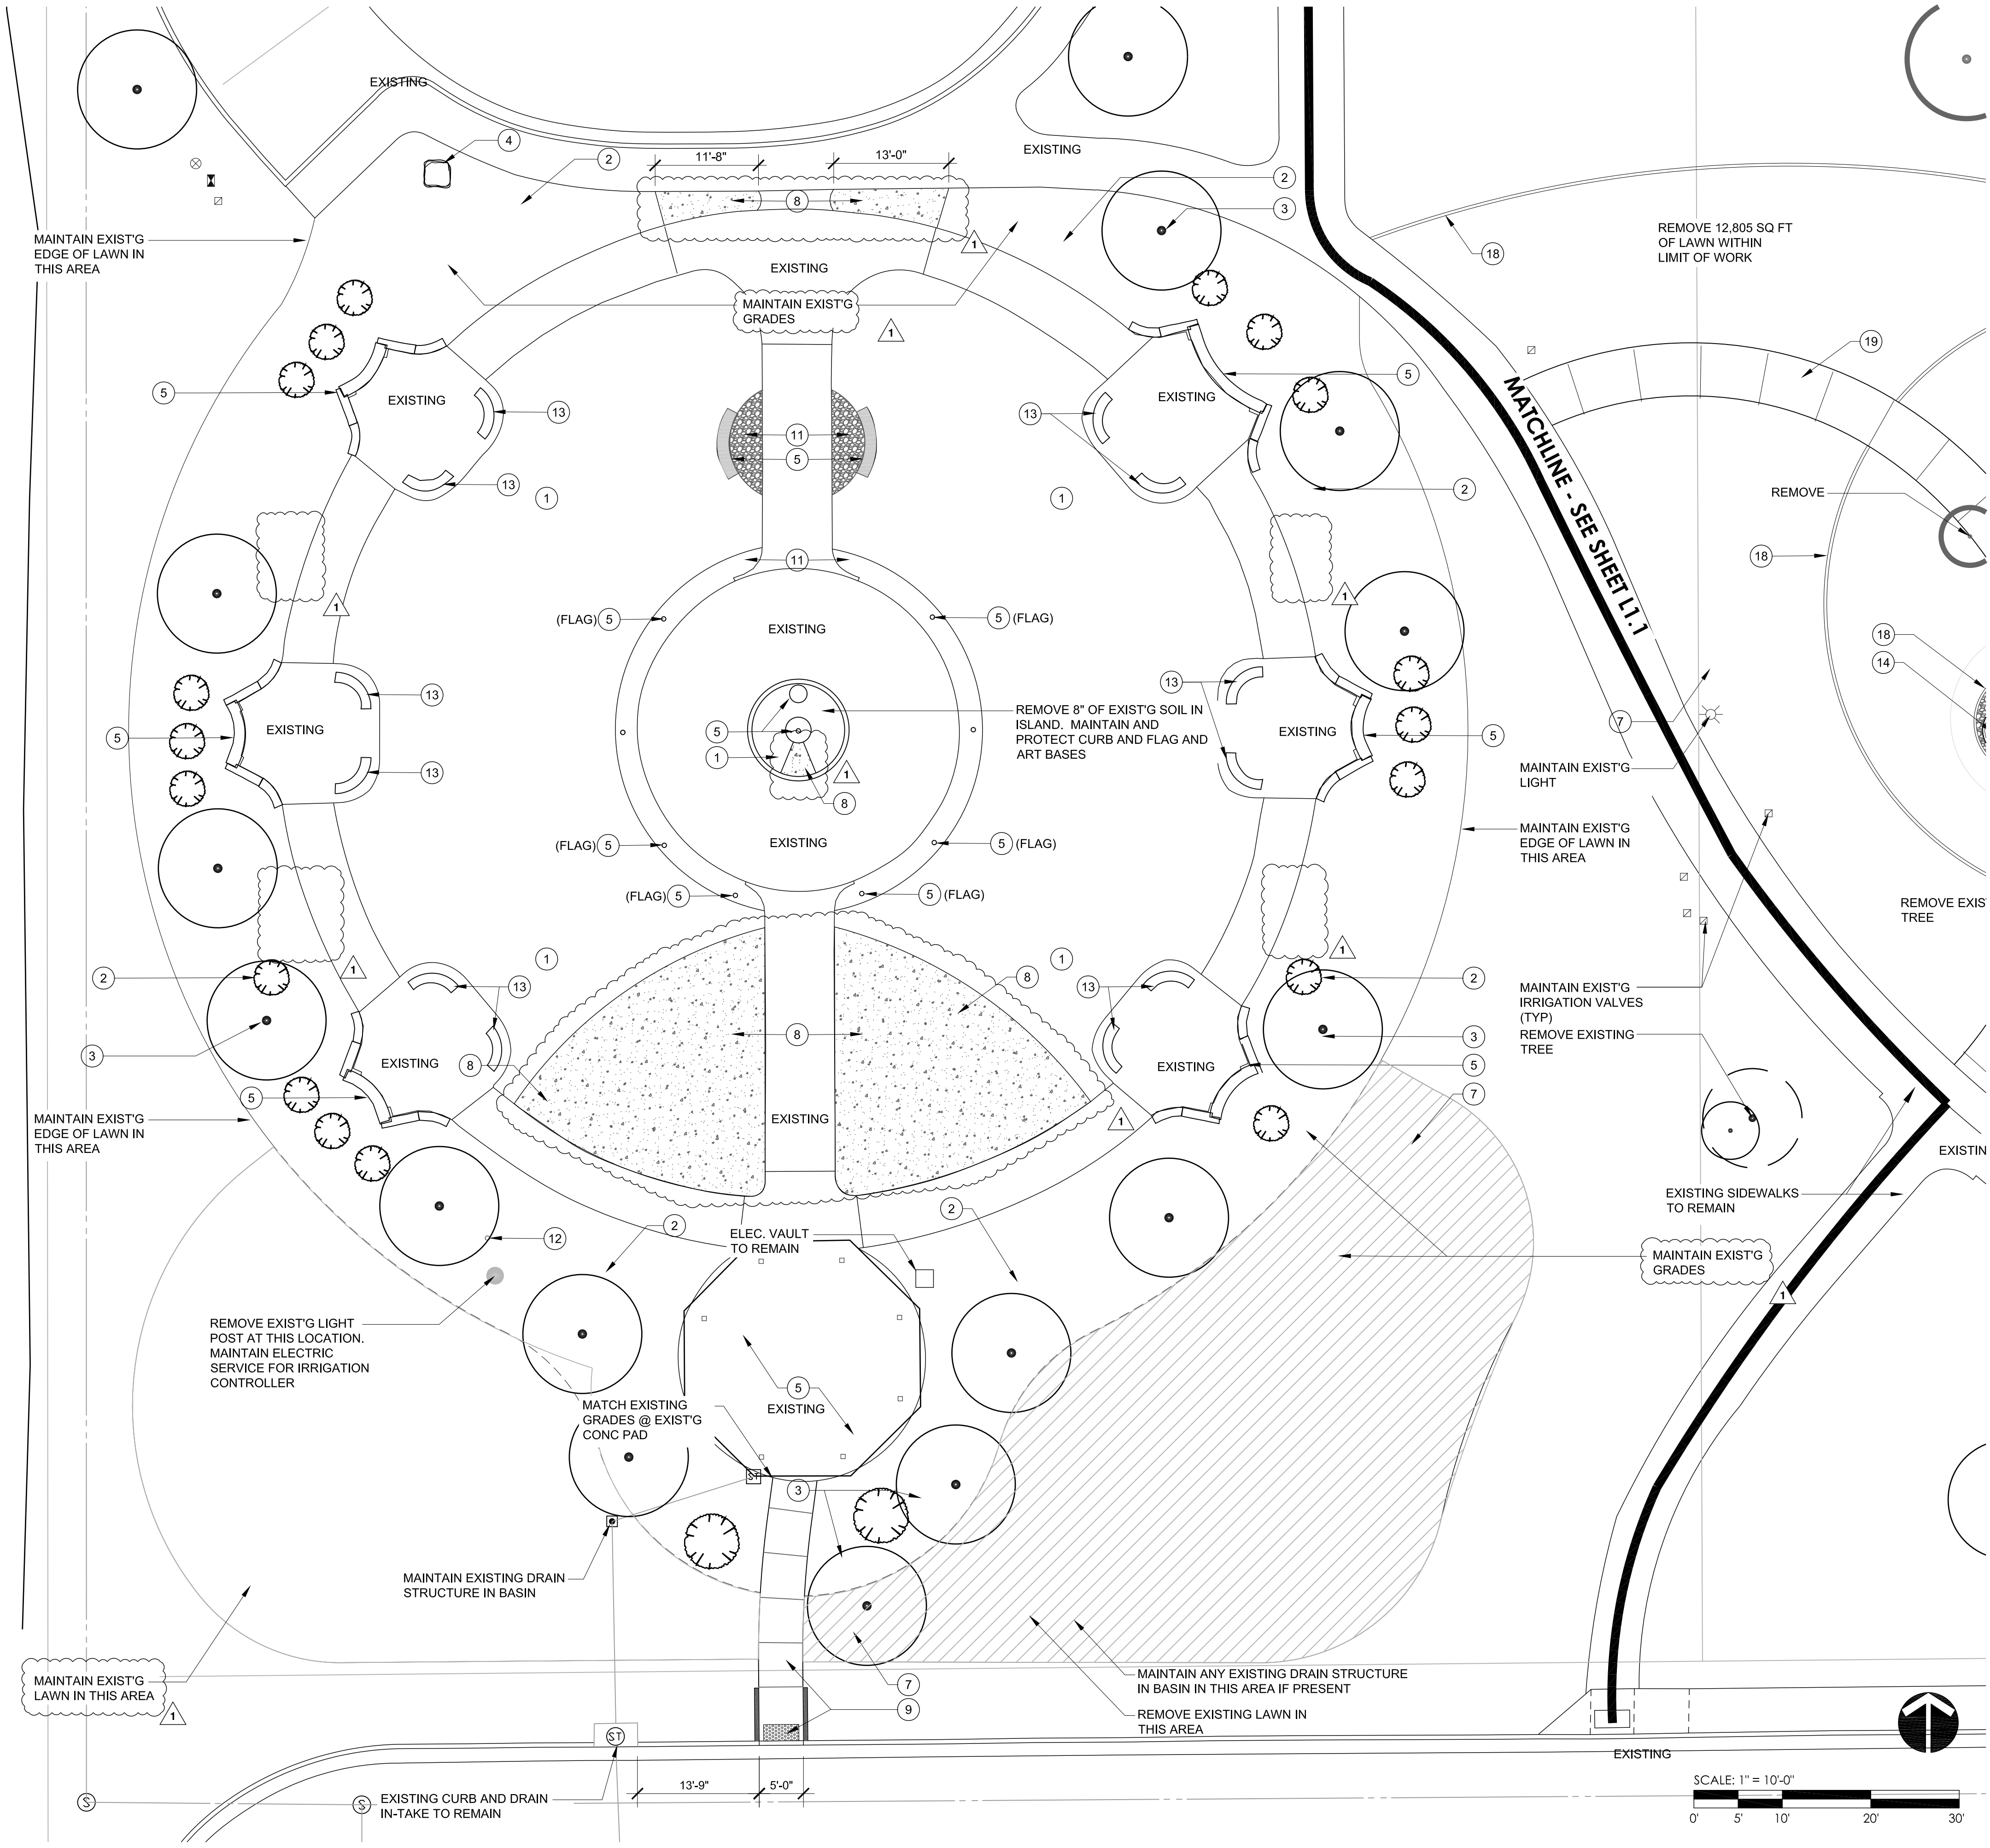 EXISTING
4
2
11'-8"
13'-0"
EXISTING
2
8
3
MAINTAIN EXIST'G
EDGE OF LAWN IN
THIS AREA
REMOVE 12,805 SQ FT
OF LAWN WITHIN
LIMIT OF WORK
1
18
EXISTING
MAINTAIN EXIST'G
GRADES
1
19
5
EXISTING
13
EXISTING
5
13
11
5
13
1
1
2
REMOVE
MATCHLINE - SEE SHEET L1.1
11
18
1
1
(FLAG) 5
5 (FLAG)
EXISTING
18
14
13
13
REMOVE 8" OF EXIST'G SOIL IN
ISLAND. MAINTAIN AND
PROTECT CURB AND FLAG AND
ART BASES
5
EXISTING
5
EXISTING
5
7
1
1
13
8
MAINTAIN EXIST'G
LIGHT
(FLAG) 5
EXISTING
5 (FLAG)
MAINTAIN EXIST'G
EDGE OF LAWN IN
THIS AREA
(FLAG) 5
5 (FLAG)
REMOVE EXIS
TREE
1
1
1
1
2
13
8
13
2
MAINTAIN EXIST'G
IRRIGATION VALVES
(TYP)
REMOVE EXISTING
TREE
8
3
3
EXISTING
8
EXISTING
5
5
7
MAINTAIN EXIST'G
EDGE OF LAWN IN
THIS AREA
EXISTING
1
EXISTIN
EXISTING SIDEWALKS
TO REMAIN
2
2
ELEC. VAULT
TO REMAIN
12
MAINTAIN EXIST'G
GRADES
1
REMOVE EXIST'G LIGHT
POST AT THIS LOCATION.
MAINTAIN ELECTRIC
SERVICE FOR IRRIGATION
CONTROLLER
5
EXISTING
MATCH EXISTING
GRADES @ EXIST'G
CONC PAD
ST
3
MAINTAIN EXISTING DRAIN
STRUCTURE IN BASIN
MAINTAIN EXIST'G
LAWN IN THIS AREA
1
7
MAINTAIN ANY EXISTING DRAIN STRUCTURE
IN BASIN IN THIS AREA IF PRESENT
9
REMOVE EXISTING LAWN IN
THIS AREA
ST
EXISTING
13'-9"
5'-0"
S
S
EXISTING CURB AND DRAIN
IN-TAKE TO REMAIN
SCALE: 1" = 10'-0"
0' 5' 10' 20' 30'